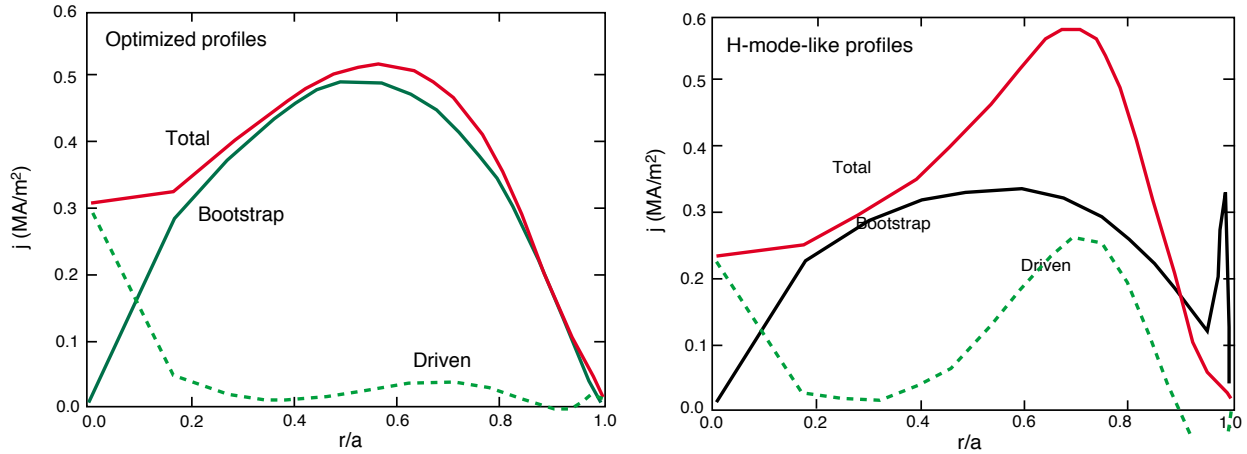 Optimized profiles
0.6
0.5
0.4
0.3
0.2
0.1
0.0
j (MA/m²)
Total
Bootstrap
Driven
0.0 0.2 0.4 0.6 0.8 1.0
r/a
H-mode-like profiles
0.6
0.5
0.4
0.3
0.2
0.1
0.0
j (MA/m²)
Total
Bootstrap
Driven
0.0 0.2 0.4 0.6 0.8 1.0
r/a